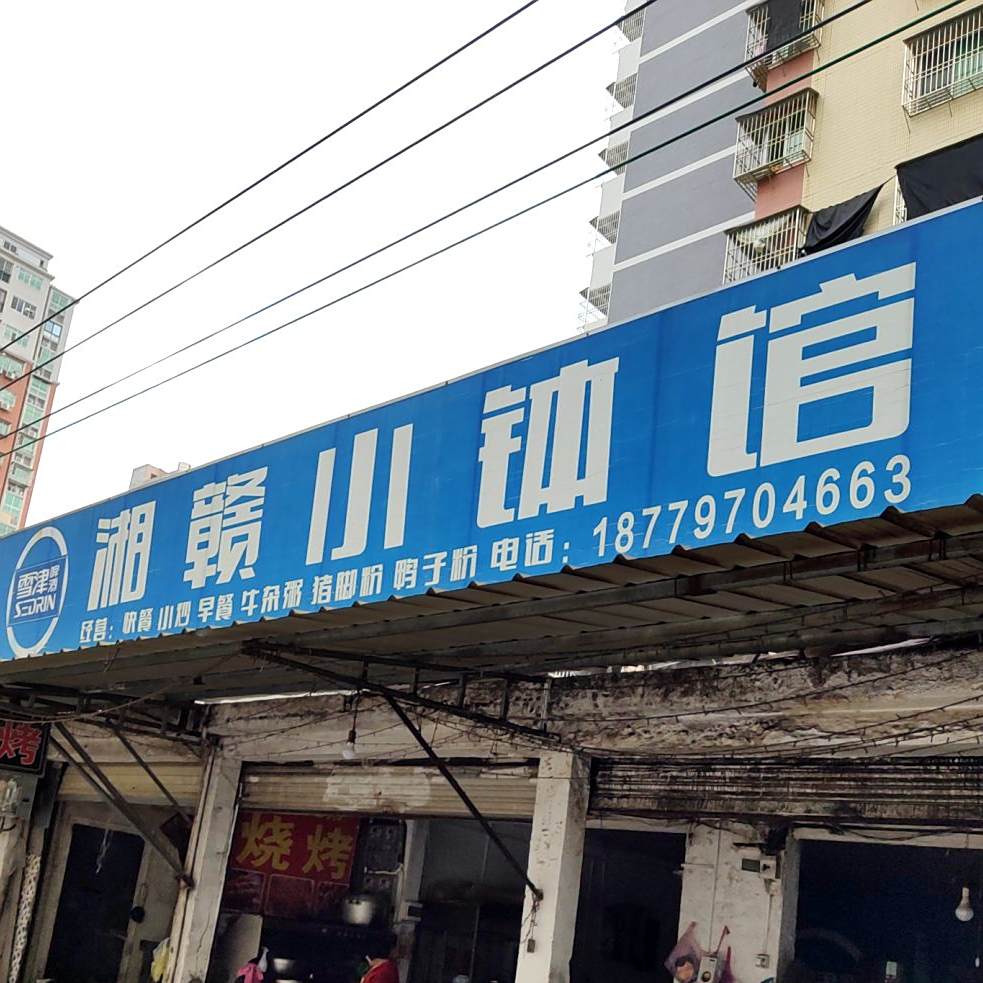 湘赣小钵馆
雪津啤酒
SEDRIN
经营：快餐 小炒 早餐 牛杂粥 猪脚粉 鸭子粉 电话：18779704663
烤
烧烤